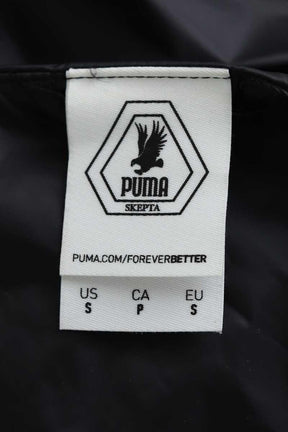 PUMA
SKEPTA
PUMA.COM/FOREVERBETTER
US CA EU
S P S